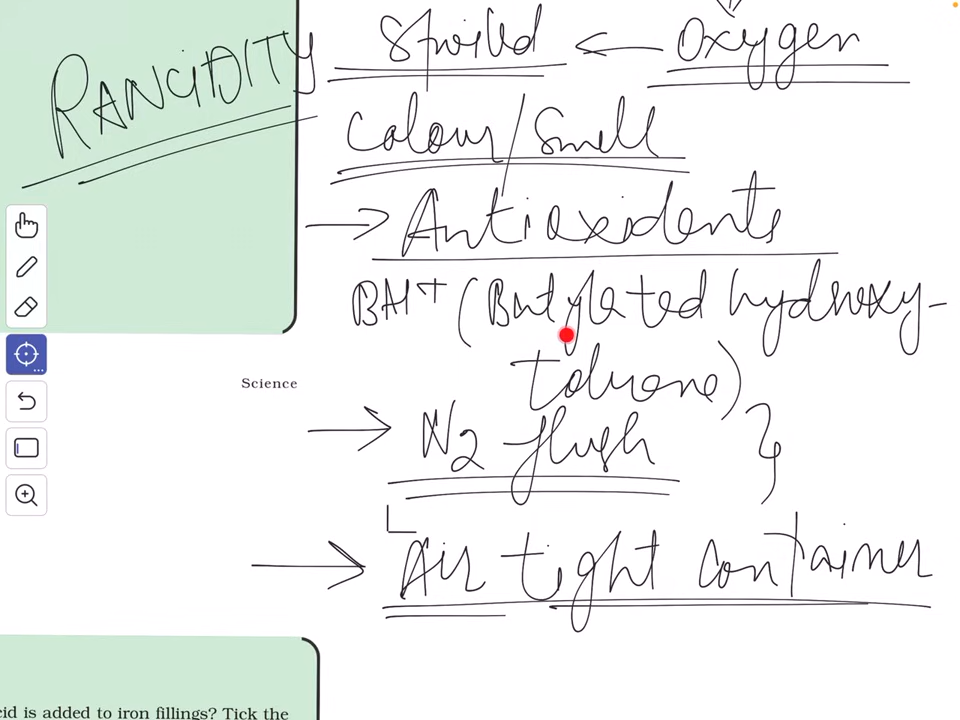 RANCIDITY
Spoiled ← Oxygen
Colour/Smell
→ Antioxidents
BHT (Butylated hydroxy-
toluene)
→ N2 flush
→ Air tight container
Science
cid is added to iron fillings? Tick the